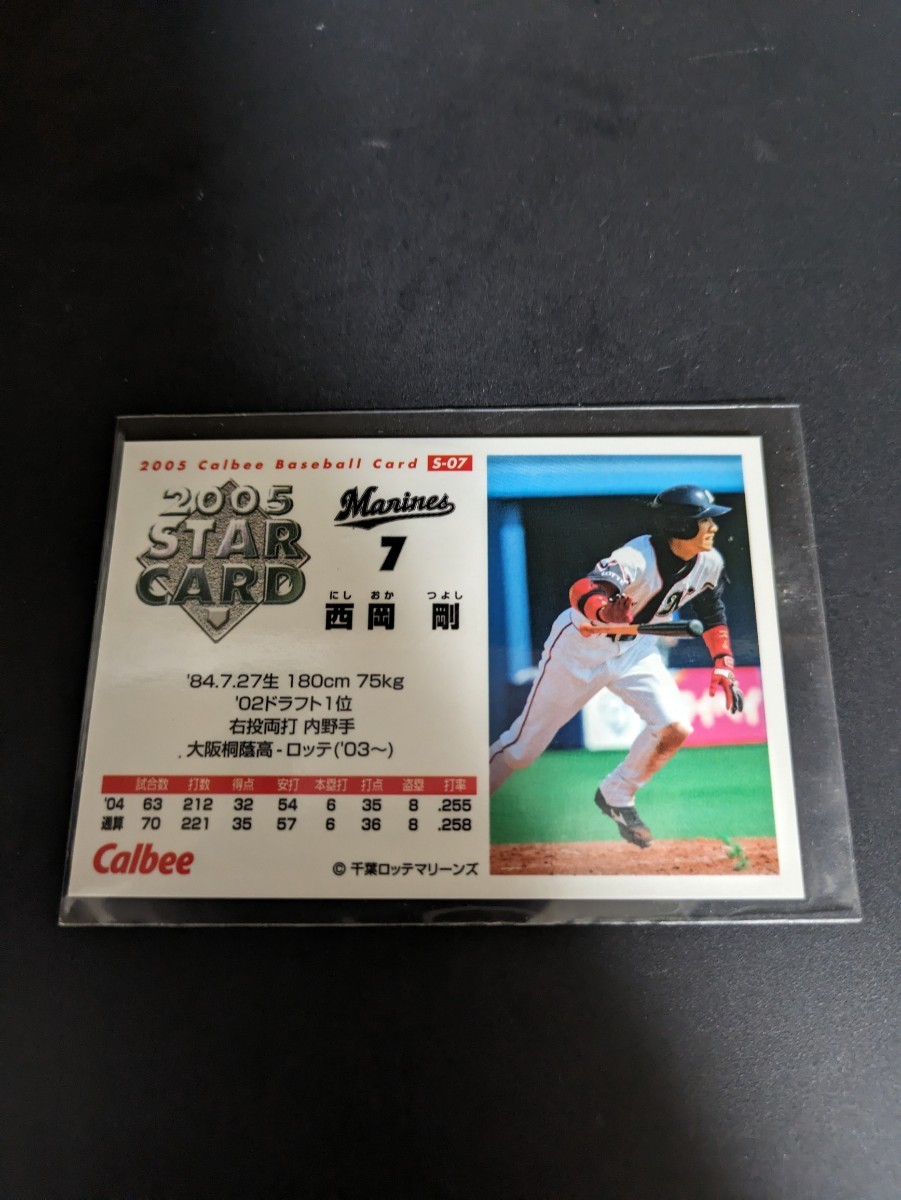 2005 Calbee Baseball Card S-07
2005
STAR
CARD
Marines
7
にし おか つよし
西岡 剛
'84.7.27生 180cm 75kg
'02ドラフト1位
右投両打 内野手
大阪桐蔭高-ロッテ('03～)
試合数 打数 得点 安打 本塁打 打点 盗塁 打率
'04 63 212 32 54 6 35 8 .255
通算 70 221 35 57 6 36 8 .258
Calbee
© 千葉ロッテマリーンズ
LOTTE